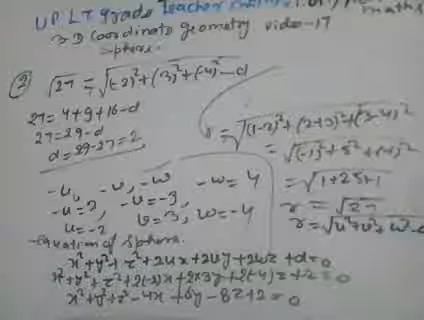 UP LT grade teacher maths
3D Coordinate geometry video-17
Sphere.
② √27 = √(-2)²+(3)²+(-4)²-d
27 = 4+9+16-d
27 = 29-d
d = 29-27 = 2,
r = √(1-2)²+(2+3)²+(3-4)²
= √(-1)²+5²+(-1)²
= √1+25+1
r = √27
r = √u²+v²+w²-d
-u, -v, -w
-u=2, -v=-3, -w=4
u=-2 v=3, w=-4
Equation of Sphere.
x²+y²+z²+2ux+2vy+2wz+d=0
x²+y²+z²+2(-2)x+2x3y+2(-4)z+2=0
x²+y²+z²-4x+6y-8z+2=0